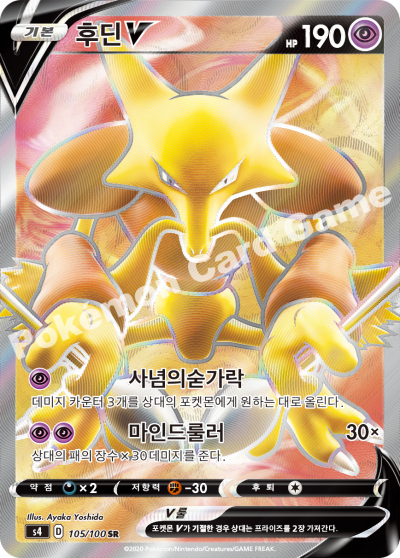 기본 후딘V HP 190
Pokémon Card Game
사념의숟가락
데미지 카운터 3개를 상대의 포켓몬에게 원하는 대로 올린다.
마인드룰러 30×
상대의 패의 장수×30데미지를 준다.
약점 ×2 저항력 -30 후퇴
Illus. Ayaka Yoshida
s4 D 105/100 SR
V룰
포켓몬V가 기절한 경우 상대는 프라이즈를 2장 가져간다.
©2020 Pokémon/Nintendo/Creatures/GAME FREAK.